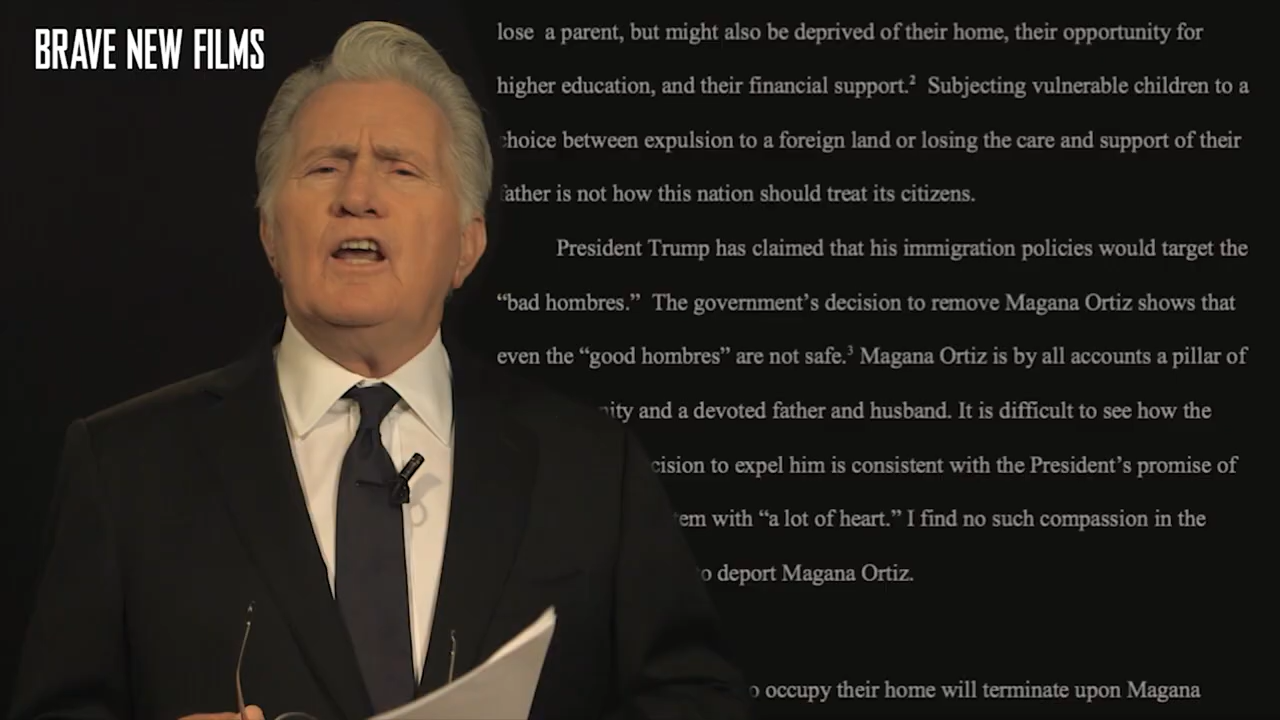 BRAVE NEW FILMS
lose a parent, but might also be deprived of their home, their opportunity for
higher education, and their financial support.² Subjecting vulnerable children to a
choice between expulsion to a foreign land or losing the care and support of their
father is not how this nation should treat its citizens.
President Trump has claimed that his immigration policies would target the
“bad hombres.” The government’s decision to remove Magana Ortiz shows that
even the “good hombres” are not safe.³ Magana Ortiz is by all accounts a pillar of
nity and a devoted father and husband. It is difficult to see how the
cision to expel him is consistent with the President’s promise of
tem with “a lot of heart.” I find no such compassion in the
o deport Magana Ortiz.
o occupy their home will terminate upon Magana